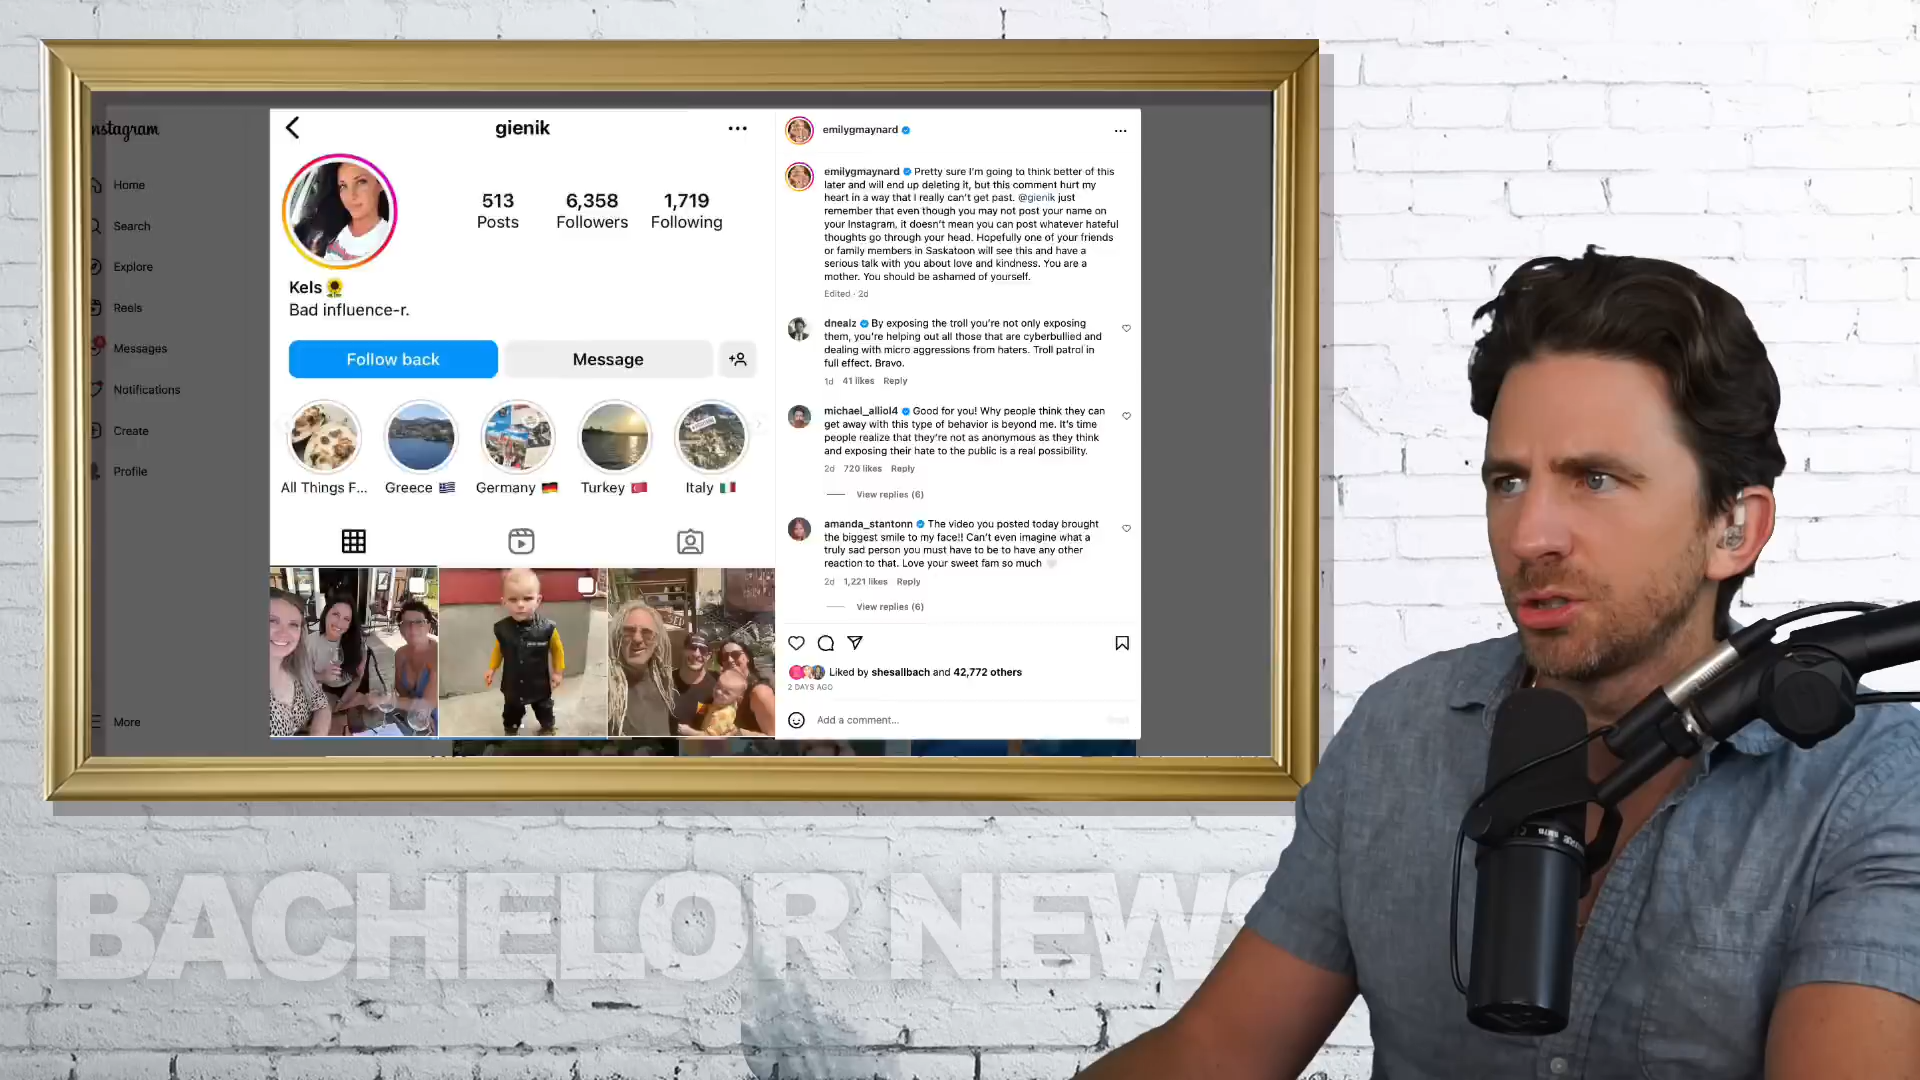 nstagram
Home
Search
Explore
Reels
Messages
Notifications
Create
Profile
More
gienik
513
Posts
6,358
Followers
1,719
Following
Kels
Bad influence-r.
Follow back
Message
All Things F...
Greece
Germany
Turkey
Italy
emilygmaynard
emilygmaynard Pretty sure I'm going to think better of this
later and will end up deleting it, but this comment hurt my
heart in a way that I really can't get past. @gienik just
remember that even though you may not post your name on
your Instagram, it doesn't mean you can post whatever hateful
thoughts go through your head. Hopefully one of your friends
or family members in Saskatoon will see this and have a
serious talk with you about love and kindness. You are a
mother. You should be ashamed of yourself.
Edited · 2d
dnealz By exposing the troll you're not only exposing
them, you're helping out all those that are cyberbullied and
dealing with micro aggressions from haters. Troll patrol in
full effect. Bravo.
1d 41 likes Reply
michael_alliol4 Good for you! Why people think they can
get away with this type of behavior is beyond me. It's time
people realize that they're not as anonymous as they think
and exposing their hate to the public is a real possibility.
2d 720 likes Reply
View replies (6)
amanda_stantonn The video you posted today brought
the biggest smile to my face!! Can't even imagine what a
truly sad person you must have to be to have any other
reaction to that. Love your sweet fam so much
2d 1,221 likes Reply
View replies (6)
Liked by shesallbach and 42,772 others
2 DAYS AGO
Add a comment...
Post
BACHELOR NEWS
SM7B